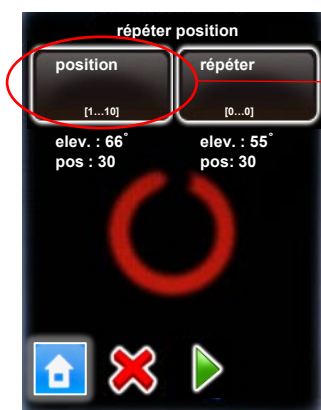 répéter position
position
répéter
[1...10]
[0...0]
elev. : 66°
elev. : 55°
pos : 30
pos: 30